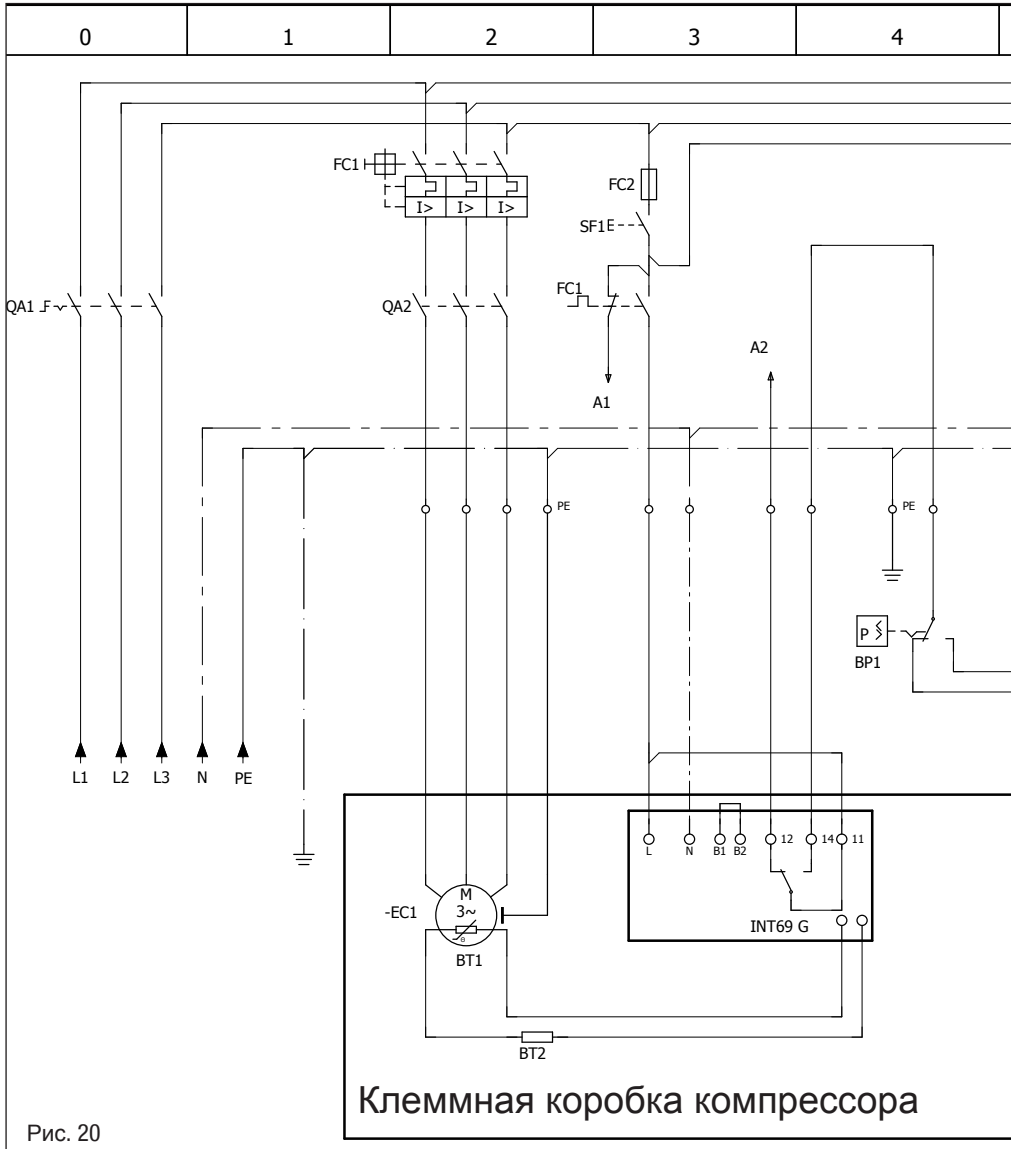 0 1 2 3 4
FC1
I> I> I>
FC2
SF1
QA1
QA2
FC1
A2
A1
PE
PE
P
BP1
L1 L2 L3 N PE
L N B1 B2 12 14 11
-EC1
M
3~
θ
BT1
INT69 G
BT2
Клеммная коробка компрессора
Рис. 20